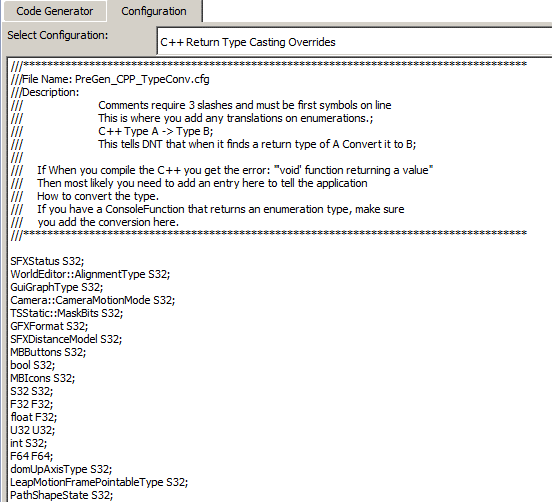 Code Generator Configuration
Select Configuration: C++ Return Type Casting Overrides
///*****************************************************************************************
///File Name: PreGen_CPP_TypeConv.cfg
///Description:
/// Comments require 3 slashes and must be first symbols on line
/// This is where you add any translations on enumerations.;
/// C++ Type A -> Type B;
/// This tells DNT that when it finds a return type of A Convert it to B;
///
/// If When you compile the C++ you get the error: "'void' function returning a value"
/// Then most likely you need to add an entry here to tell the application
/// How to convert the type.
/// If you have a ConsoleFunction that returns an enumeration type, make sure
/// you add the conversion here.
///*****************************************************************************************
SFXStatus S32;
WorldEditor::AlignmentType S32;
GuiGraphType S32;
Camera::CameraMotionMode S32;
TSStatic::MaskBits S32;
GFXFormat S32;
SFXDistanceModel S32;
MBButtons S32;
bool S32;
MBIcons S32;
S32 S32;
F32 F32;
float F32;
U32 U32;
int S32;
F64 F64;
domUpAxisType S32;
LeapMotionFramePointableType S32;
PathShapeState S32;